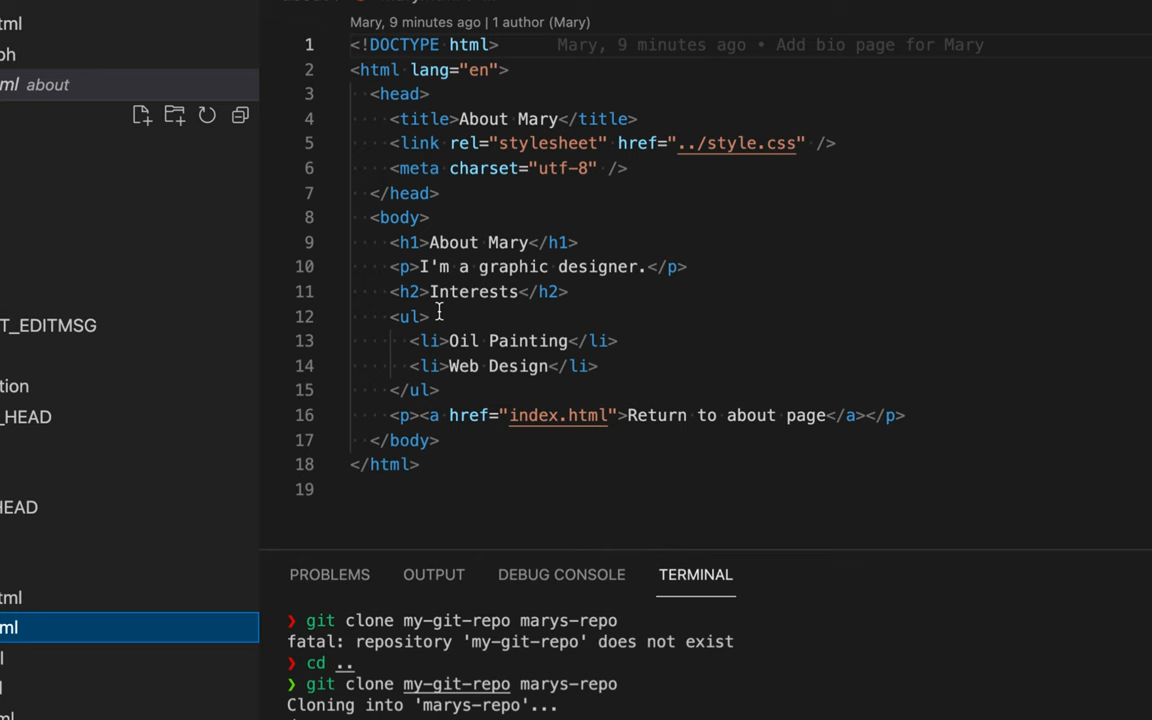 tml
ph
ml about
T_EDITMSG
tion
_HEAD
HEAD
tml
ml
l
ml
Mary, 9 minutes ago | 1 author (Mary)
1 <!DOCTYPE html> Mary, 9 minutes ago • Add bio page for Mary
2 <html lang="en">
3 <head>
4 <title>About Mary</title>
5 <link rel="stylesheet" href="../style.css" />
6 <meta charset="utf-8" />
7 </head>
8 <body>
9 <h1>About Mary</h1>
10 <p>I'm a graphic designer.</p>
11 <h2>Interests</h2>
12 <ul>
13 <li>Oil Painting</li>
14 <li>Web Design</li>
15 </ul>
16 <p><a href="index.html">Return to about page</a></p>
17 </body>
18 </html>
19
PROBLEMS OUTPUT DEBUG CONSOLE TERMINAL
❯ git clone my-git-repo marys-repo
fatal: repository 'my-git-repo' does not exist
❯ cd ..
❯ git clone my-git-repo marys-repo
Cloning into 'marys-repo'...